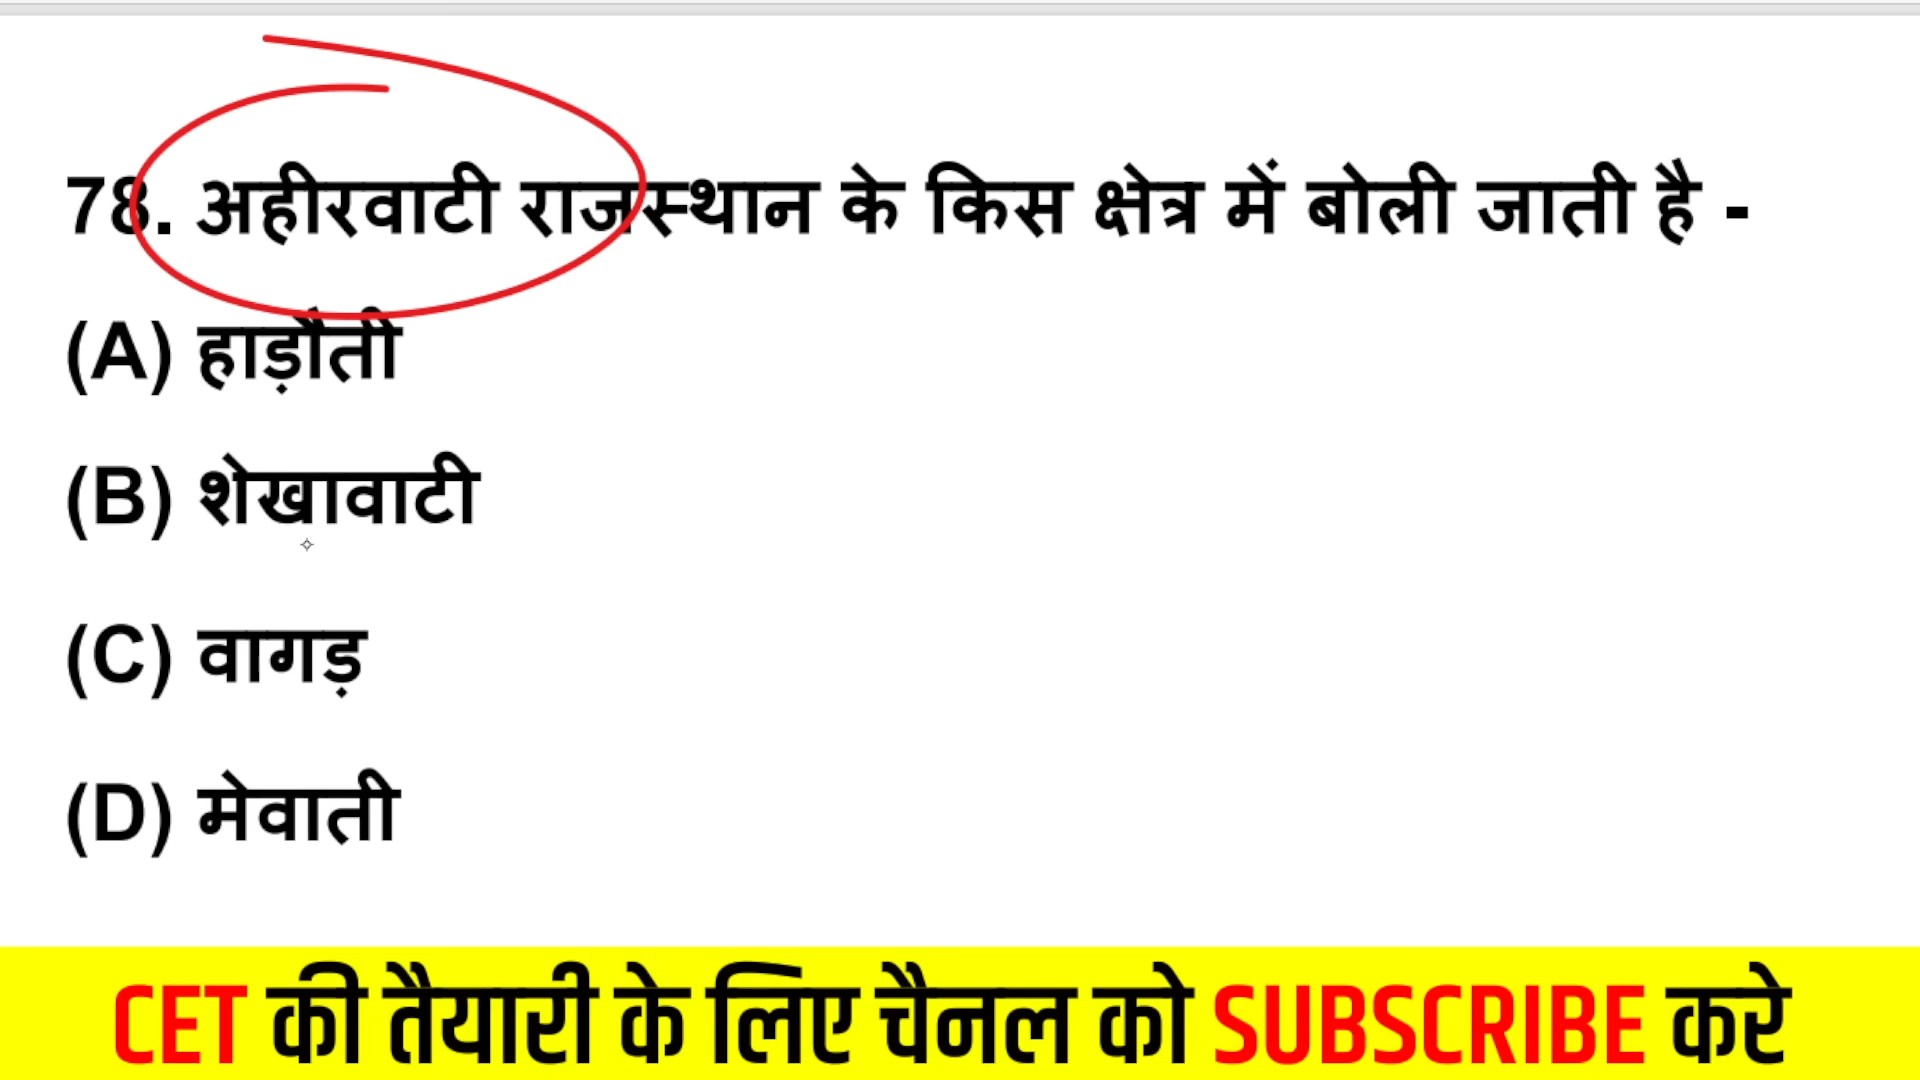 78. अहीरवाटी राजस्थान के किस क्षेत्र में बोली जाती है -
(A) हाड़ौती
(B) शेखावाटी
(C) वागड़
(D) मेवाती
CET की तैयारी के लिए चैनल को SUBSCRIBE करे